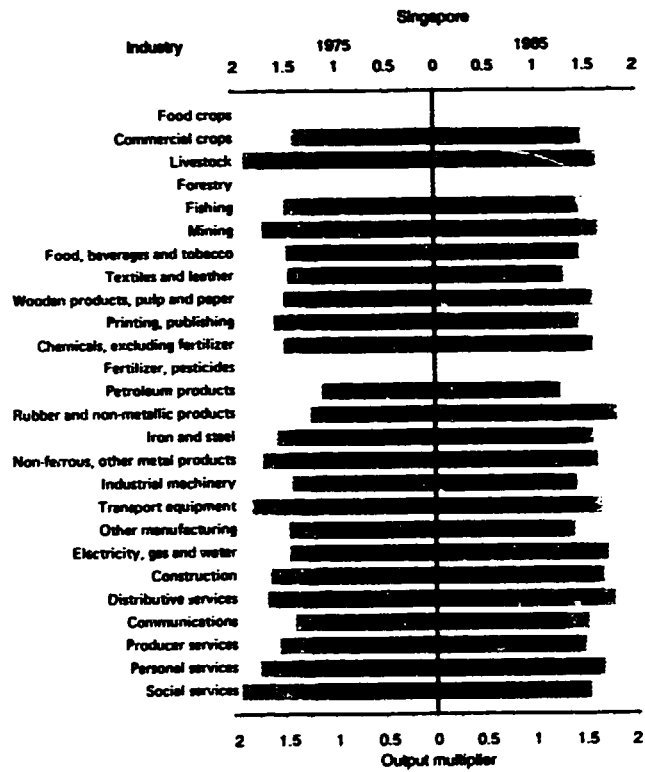 Singapore
Industry 1975 1985
2 1.5 1 0.5 0 0.5 1 1.5 2
Food crops
Commercial crops
Livestock
Forestry
Fishing
Mining
Food, beverages and tobacco
Textiles and leather
Wooden products, pulp and paper
Printing, publishing
Chemicals, excluding fertilizer
Fertilizer, pesticides
Petroleum products
Rubber and non-metallic products
Iron and steel
Non-ferrous, other metal products
Industrial machinery
Transport equipment
Other manufacturing
Electricity, gas and water
Construction
Distributive services
Communications
Producer services
Personal services
Social services
2 1.5 1 0.5 0 0.5 1 1.5 2
Output multiplier